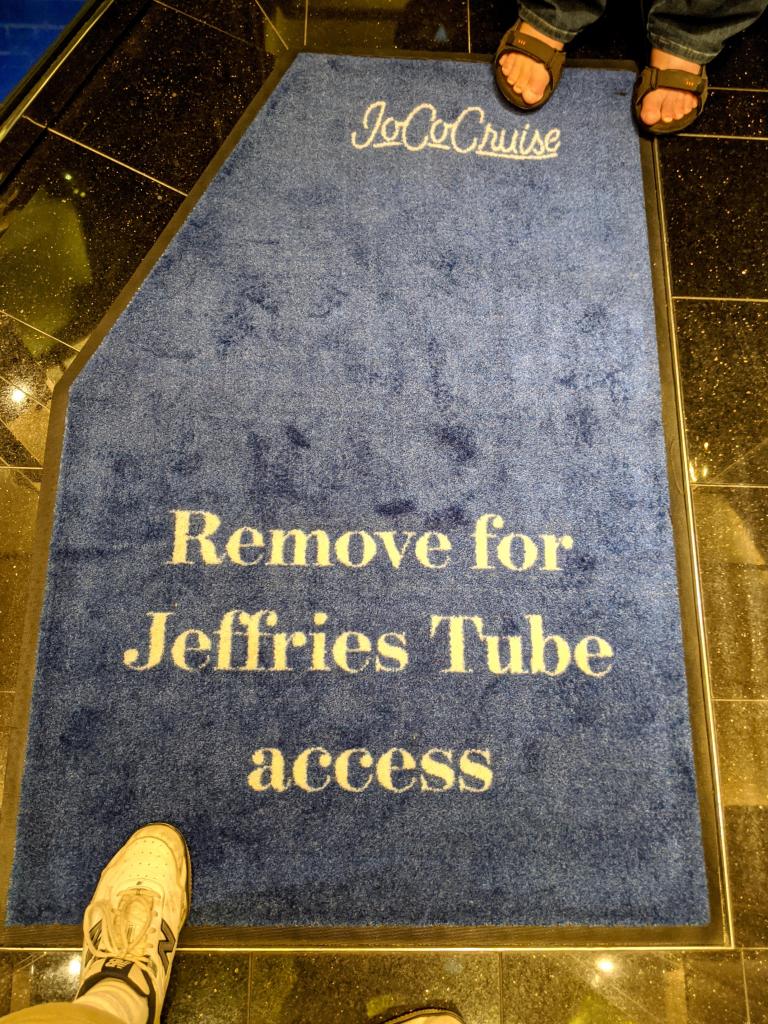 JoCoCruise
Remove for
Jeffries Tube
access